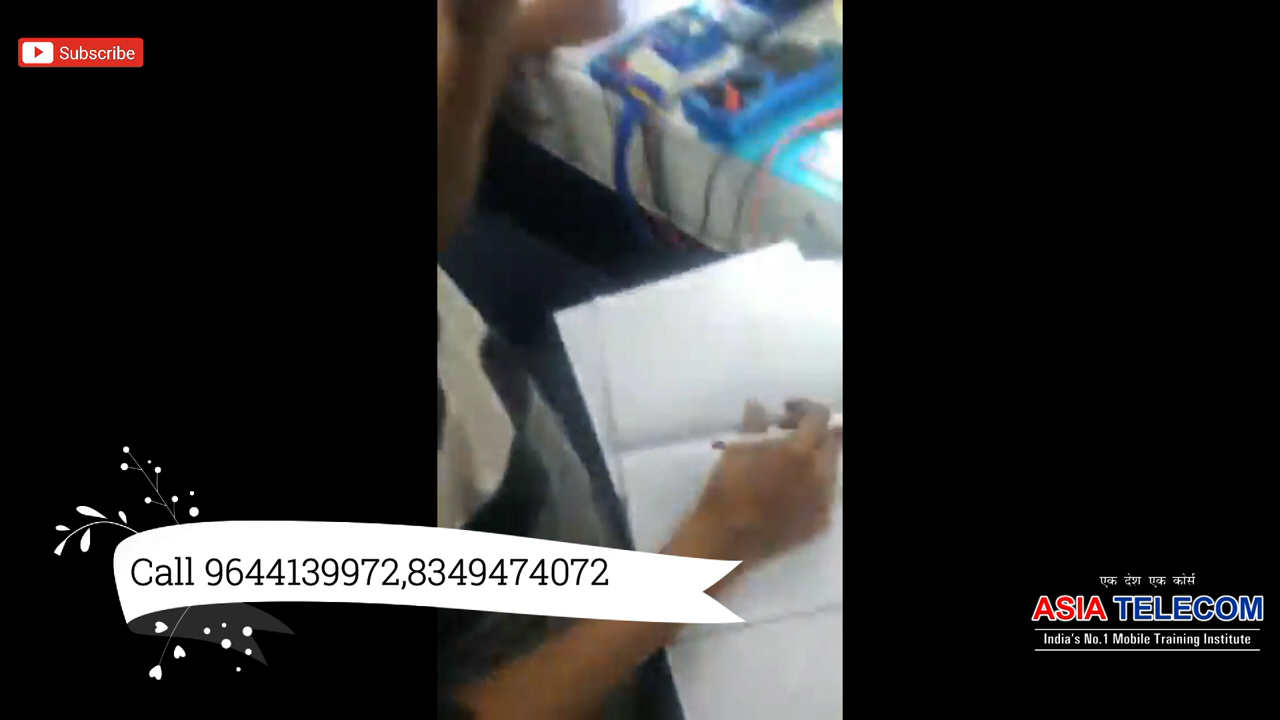 Subscribe
Call 9644139972,8349474072
एक देश एक कोर्स
ASIA TELECOM
India's No.1 Mobile Training Institute